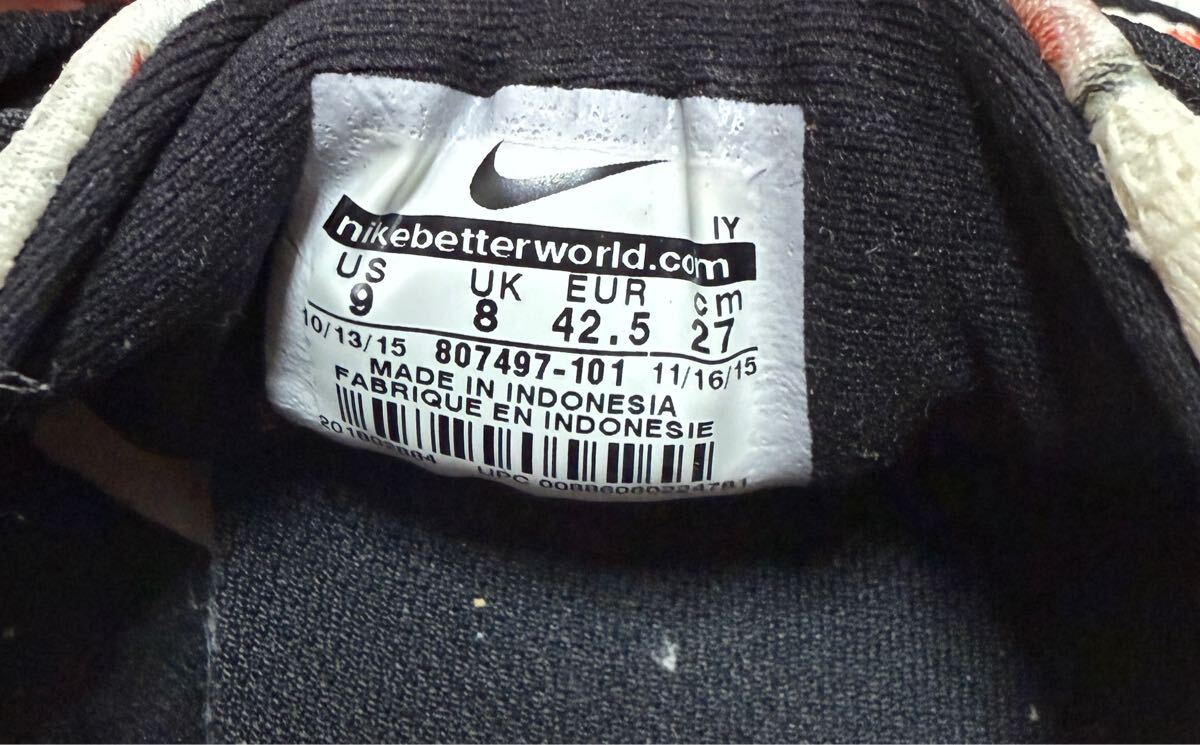 IY
nikebetterworld.com
US UK EUR cm
9 8 42.5 27
10/13/15 807497-101 11/16/15
MADE IN INDONESIA
FABRIQUE EN INDONESIE
UPC